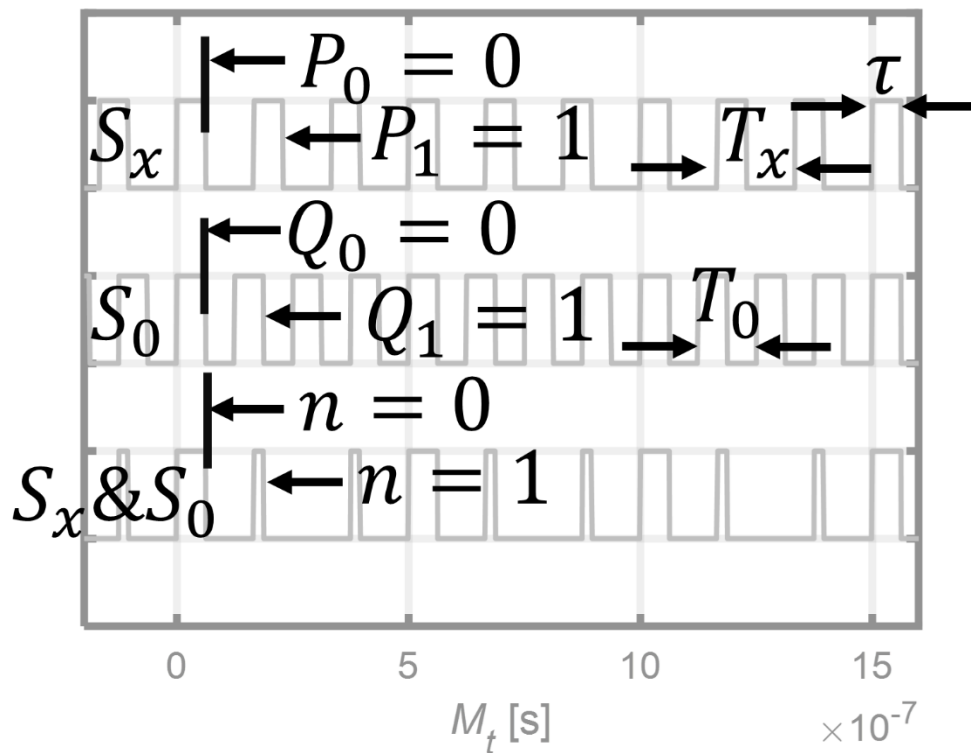 P₀ = 0
τ
Sₓ
P₁ = 1
Tₓ
Q₀ = 0
S₀
Q₁ = 1
T₀
n = 0
Sₓ&S₀
n = 1
0 5 10 15
Mₜ [s]
×10⁻⁷